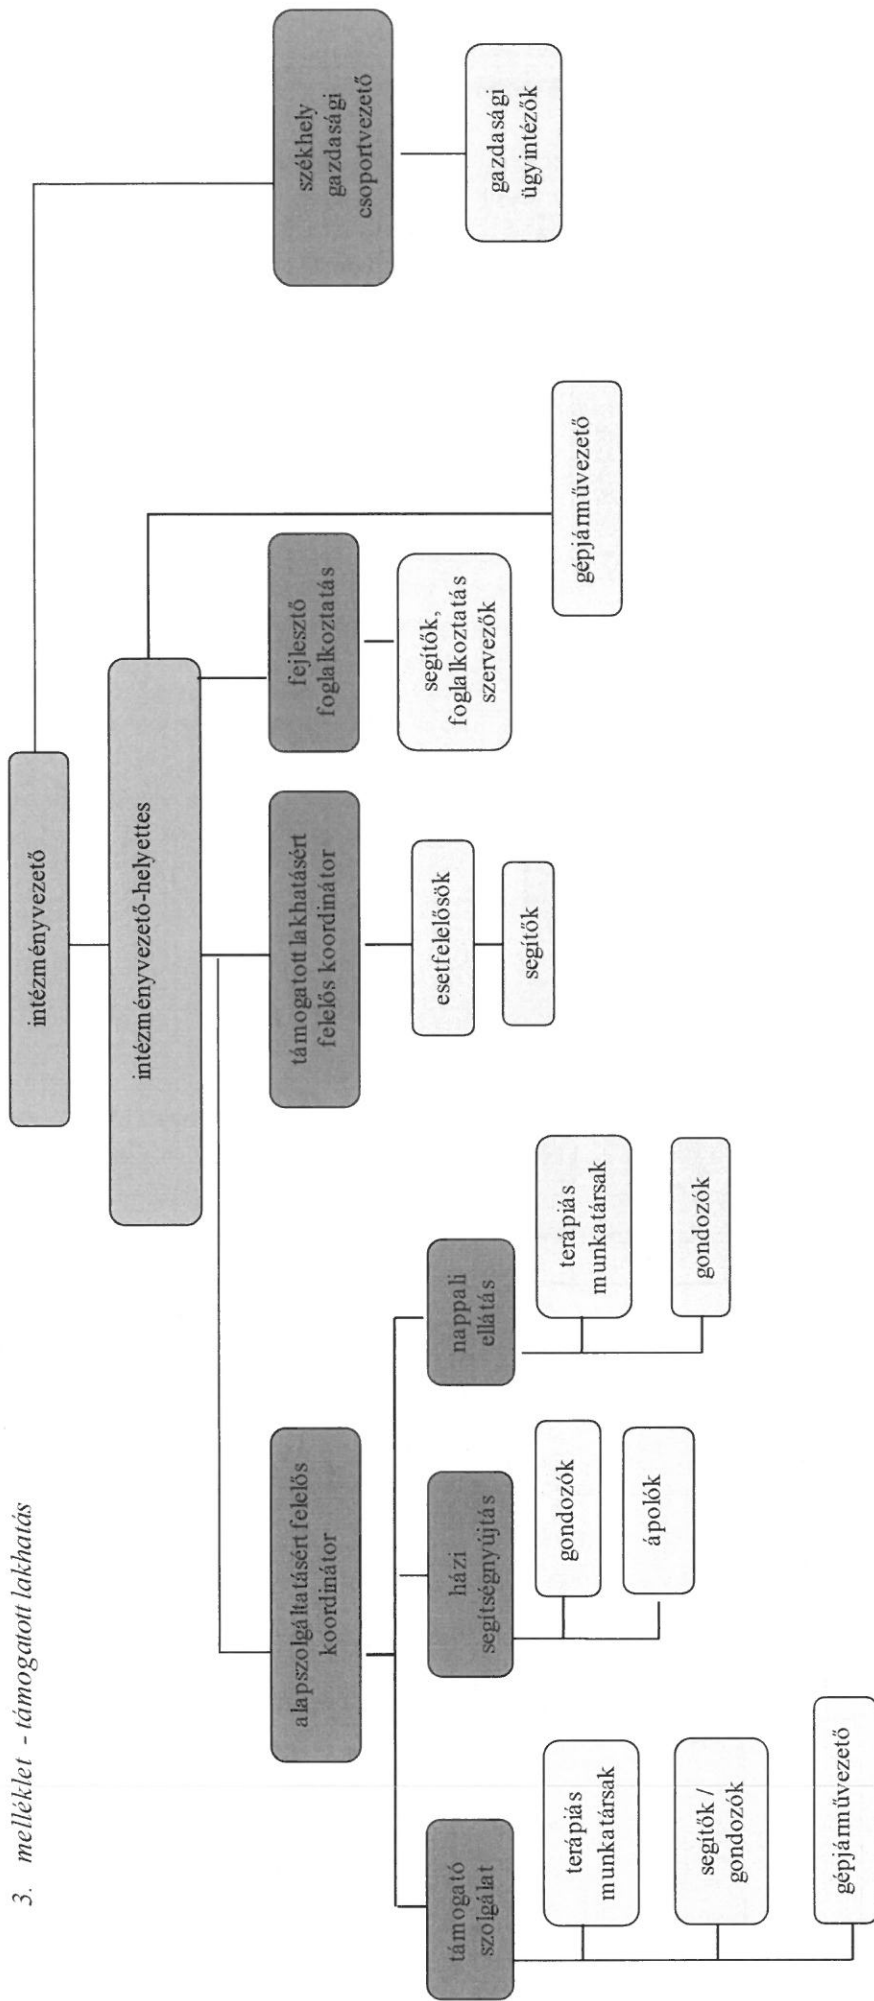 3. melléklet - támogatott lakhatás
intézményvezető
intézményvezető-helyettes
székhely
gazdasági
csoportvezető
gazdasági
ügyintézők
alapszolgáltatásért felelős
koordinátor
támogatott lakhatásért
felelős koordinátor
fejlesztő
foglalkoztatás
esetfelelősök
segítők
segítők,
foglalkoztatás
szervezők
gépjárművezető
támogató
szolgálat
házi
segítségnyújtás
nappali
ellátás
terápiás
munkatársak
segítők /
gondozók
gépjárművezető
gondozók
ápolók
terápiás
munkatársak
gondozók